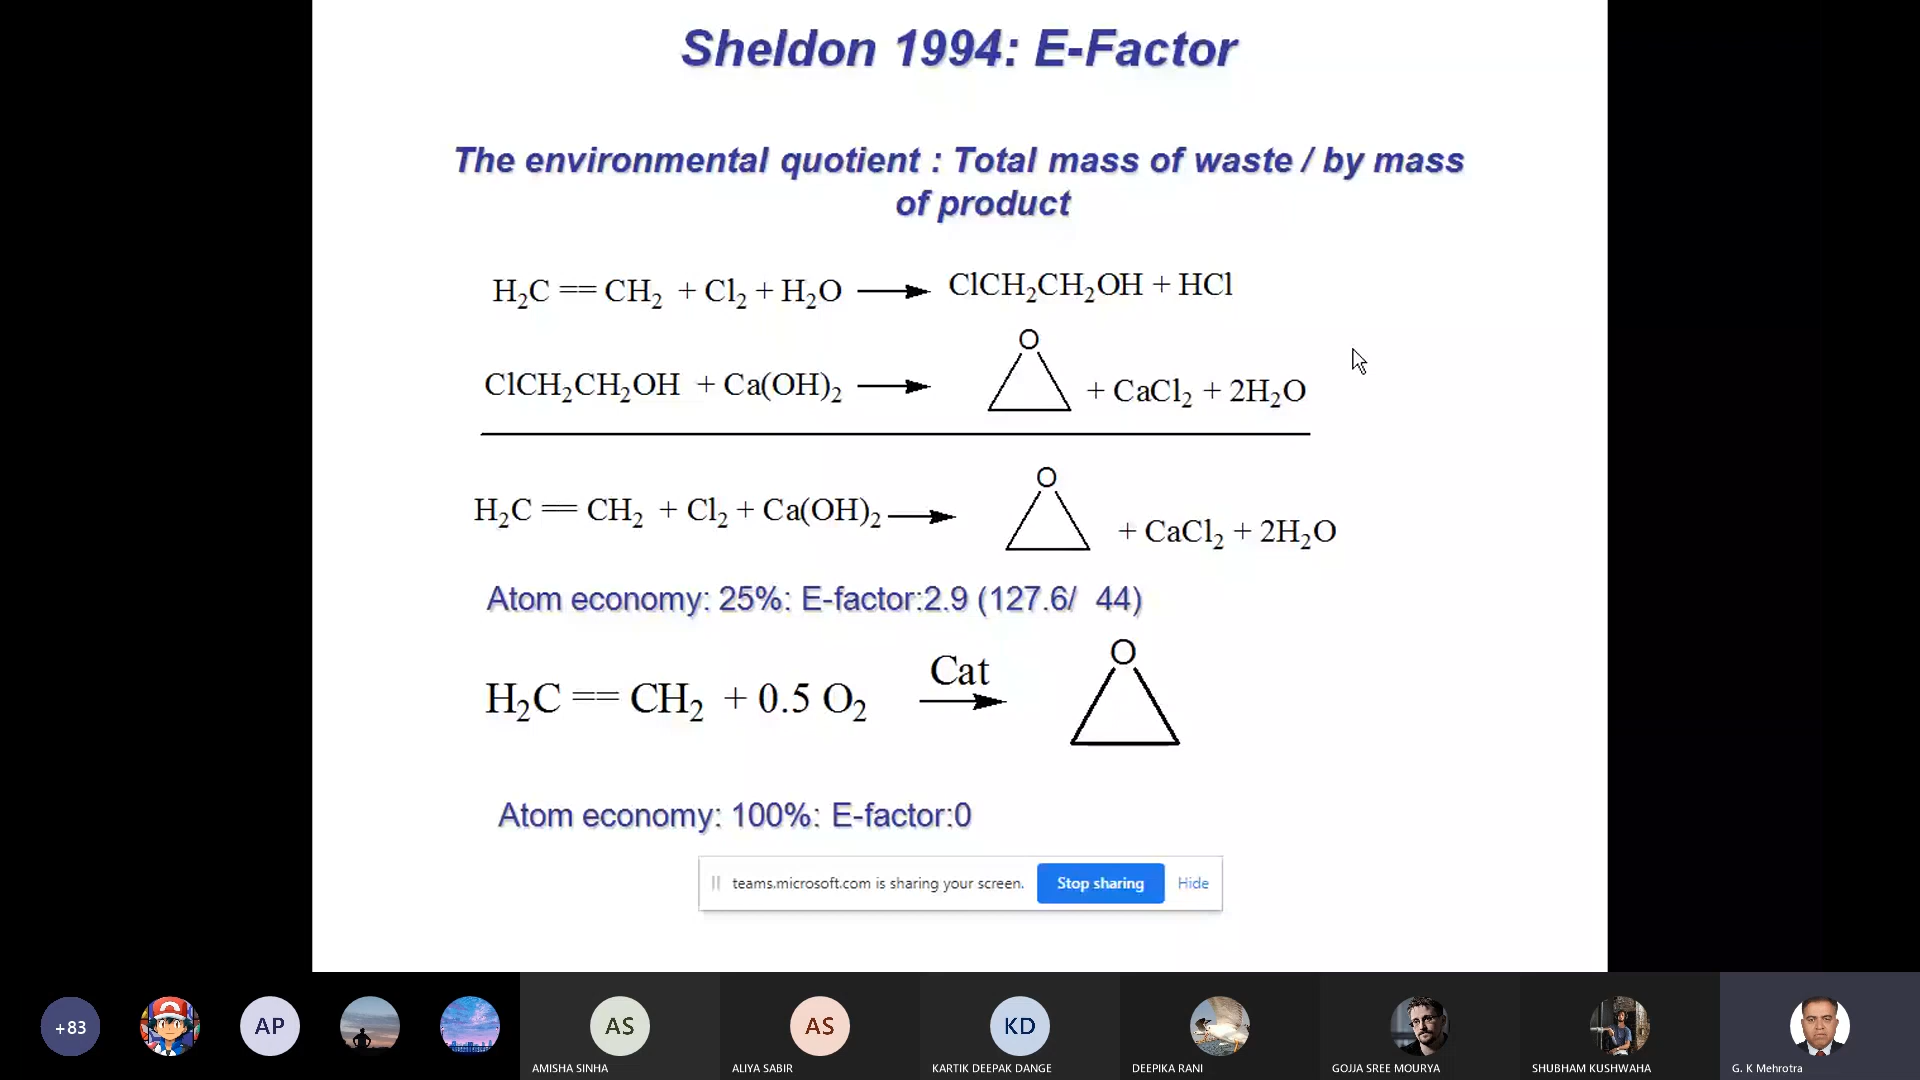 Sheldon 1994: E-Factor
The environmental quotient : Total mass of waste / by mass
of product
H₂C == CH₂ + Cl₂ + H₂O ⟶ ClCH₂CH₂OH + HCl
O
ClCH₂CH₂OH + Ca(OH)₂ ⟶ + CaCl₂ + 2H₂O
O
H₂C == CH₂ + Cl₂ + Ca(OH)₂ ⟶ + CaCl₂ + 2H₂O
Atom economy: 25%: E-factor:2.9 (127.6/ 44)
O
Cat
H₂C == CH₂ + 0.5 O₂ ⟶
Atom economy: 100%: E-factor:0
teams.microsoft.com is sharing your screen. Stop sharing Hide
+83 AP AS AS KD
AMISHA SINHA ALIYA SABIR KARTIK DEEPAK DANGE DEEPIKA RANI GOJJA SREE MOURYA SHUBHAM KUSHWAHA G. K Mehrotra